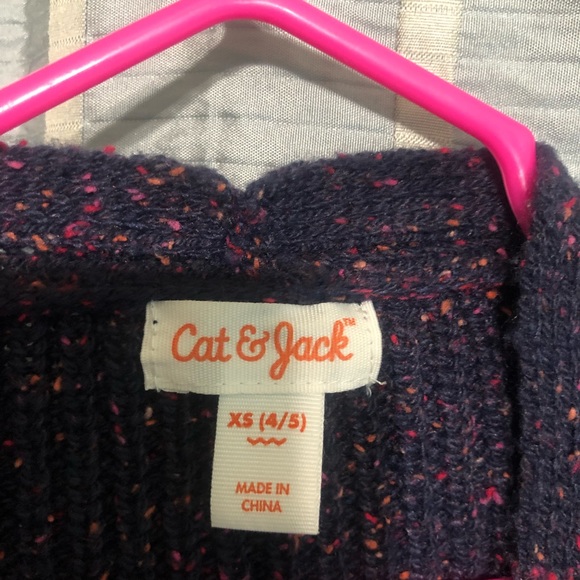 Cat & Jack™
XS (4/5)
MADE IN
CHINA